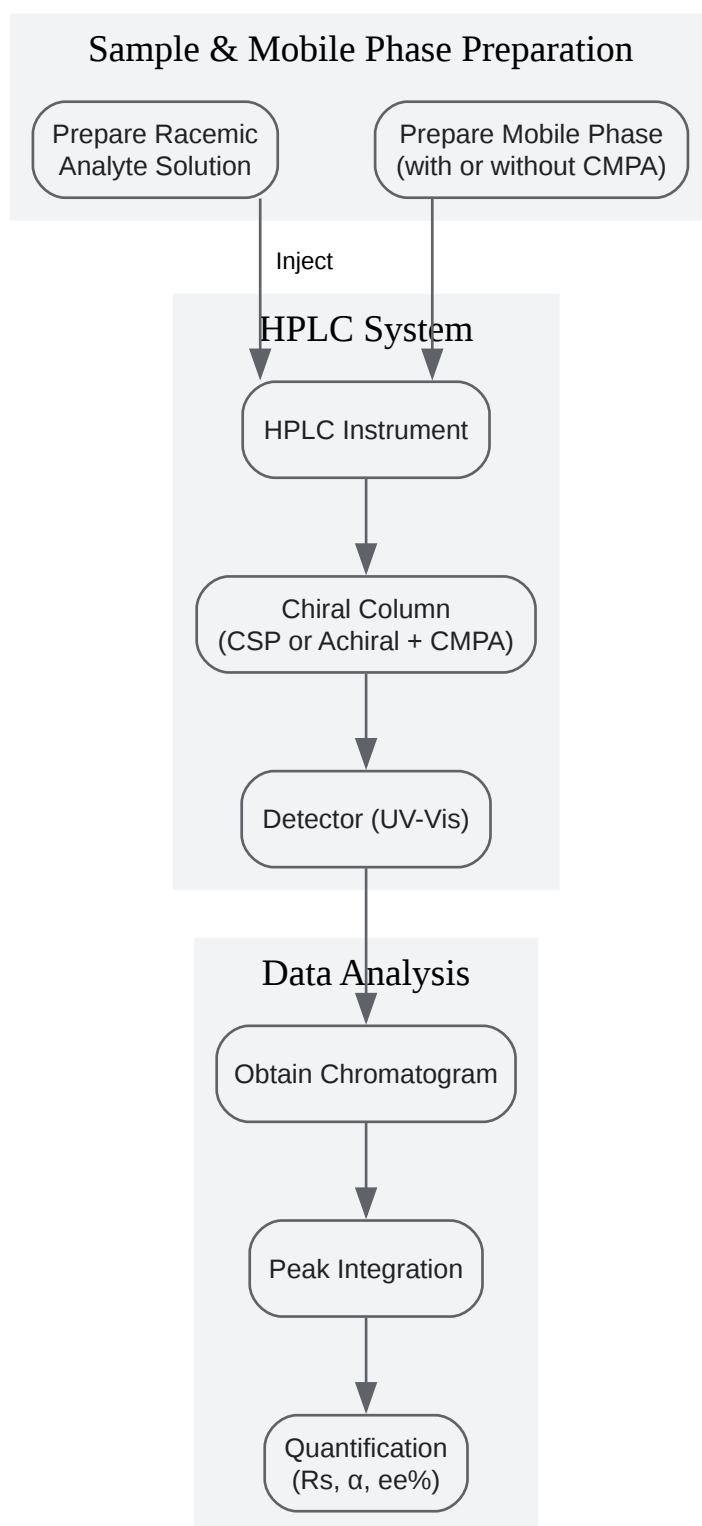 Sample & Mobile Phase Preparation
Prepare Racemic
Analyte Solution
Prepare Mobile Phase
(with or without CMPA)
Inject
HPLC System
HPLC Instrument
Chiral Column
(CSP or Achiral + CMPA)
Detector (UV-Vis)
Data Analysis
Obtain Chromatogram
Peak Integration
Quantification
(Rs, α, ee%)